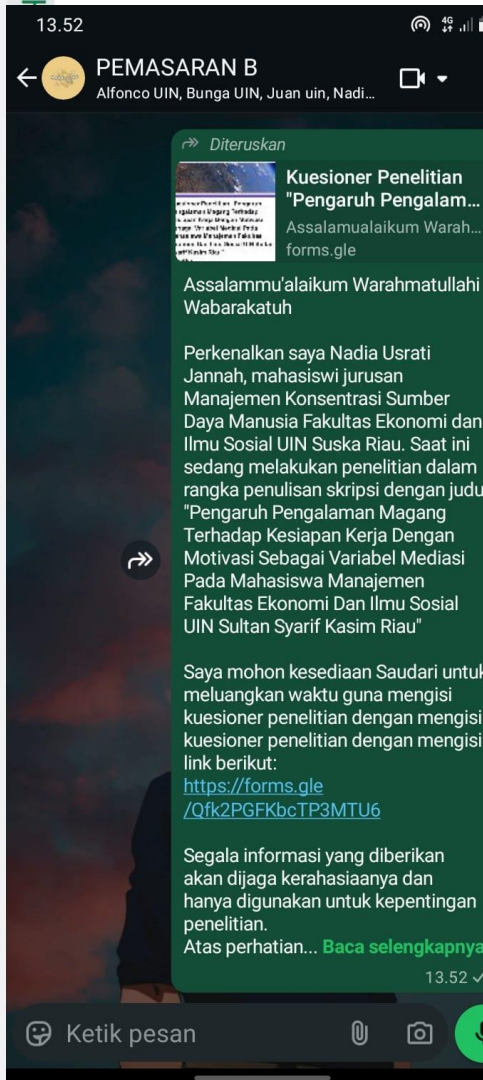 13.52
4G
PEMASARAN B
Alfonco UIN, Bunga UIN, Juan uin, Nadi...
Diteruskan
Kuesioner Penelitian
"Pengaruh Pengalam...
Assalamualaikum Warah...
forms.gle
Assalammu'alaikum Warahmatullahi
Wabarakatuh
Perkenalkan saya Nadia Usrati
Jannah, mahasiswi jurusan
Manajemen Konsentrasi Sumber
Daya Manusia Fakultas Ekonomi dan
Ilmu Sosial UIN Suska Riau. Saat ini
sedang melakukan penelitian dalam
rangka penulisan skripsi dengan judu
"Pengaruh Pengalaman Magang
Terhadap Kesiapan Kerja Dengan
Motivasi Sebagai Variabel Mediasi
Pada Mahasiswa Manajemen
Fakultas Ekonomi Dan Ilmu Sosial
UIN Sultan Syarif Kasim Riau"
Saya mohon kesediaan Saudari untuk
meluangkan waktu guna mengisi
kuesioner penelitian dengan mengisi
kuesioner penelitian dengan mengisi
link berikut:
https://forms.gle
/Qfk2PGFKbcTP3MTU6
Segala informasi yang diberikan
akan dijaga kerahasiaanya dan
hanya digunakan untuk kepentingan
penelitian.
Atas perhatian... Baca selengkapnya
13.52
Ketik pesan